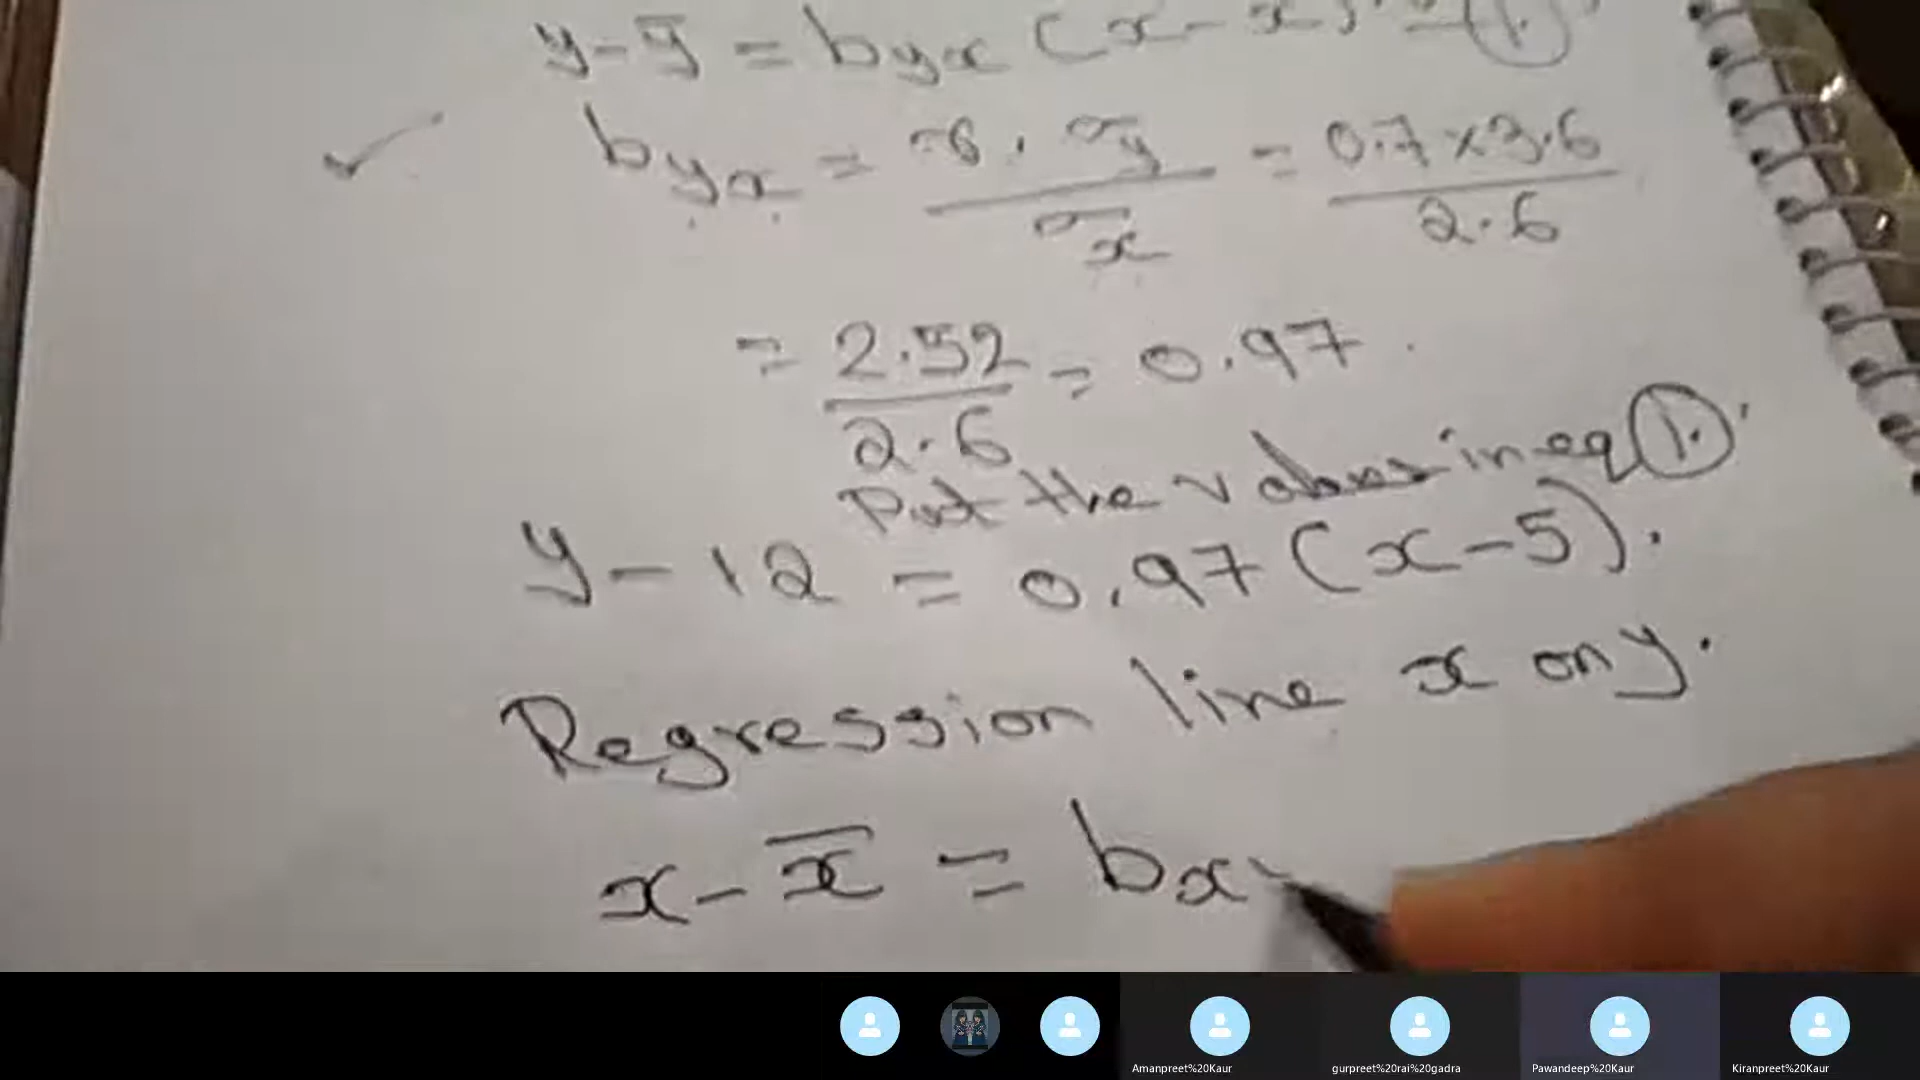 y - ȳ = byx (x - x̄) - (1.)
byx = r . σy / σx = 0.7 x 3.6 / 2.6
= 2.52 / 2.6 = 0.97 .
Put the values in eq (1.)
y - 12 = 0.97 (x - 5) .
Regression line x on y.
x - x̄ = bx
Amanpreet%20Kaur gurpreet%20rai%20gadra Pawandeep%20Kaur Kiranpreet%20Kaur